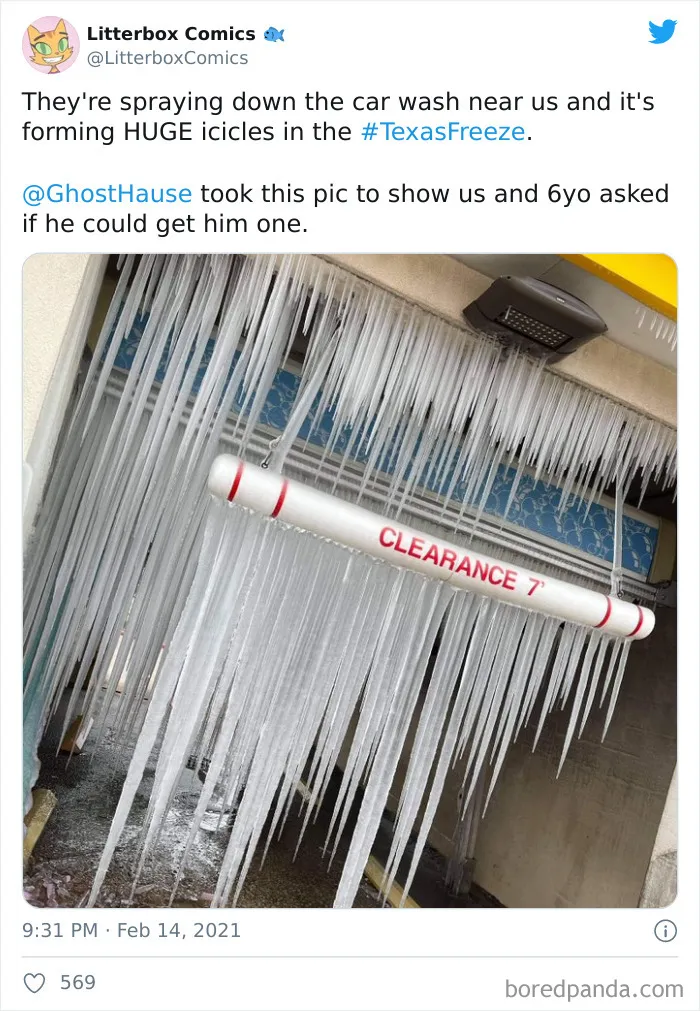 Litterbox Comics
@LitterboxComics
They're spraying down the car wash near us and it's
forming HUGE icicles in the #TexasFreeze.
@GhostHause took this pic to show us and 6yo asked
if he could get him one.
CLEARANCE 7'
9:31 PM · Feb 14, 2021
569
boredpanda.com